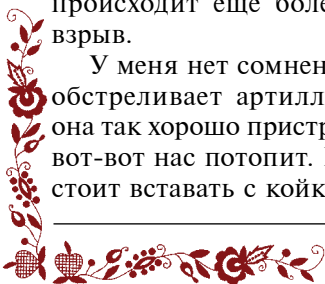 происходит еще боле
взрыв.
У меня нет сомнен
обстреливает артилл
она так хорошо пристр
вот-вот нас потопит.
стоит вставать с койк